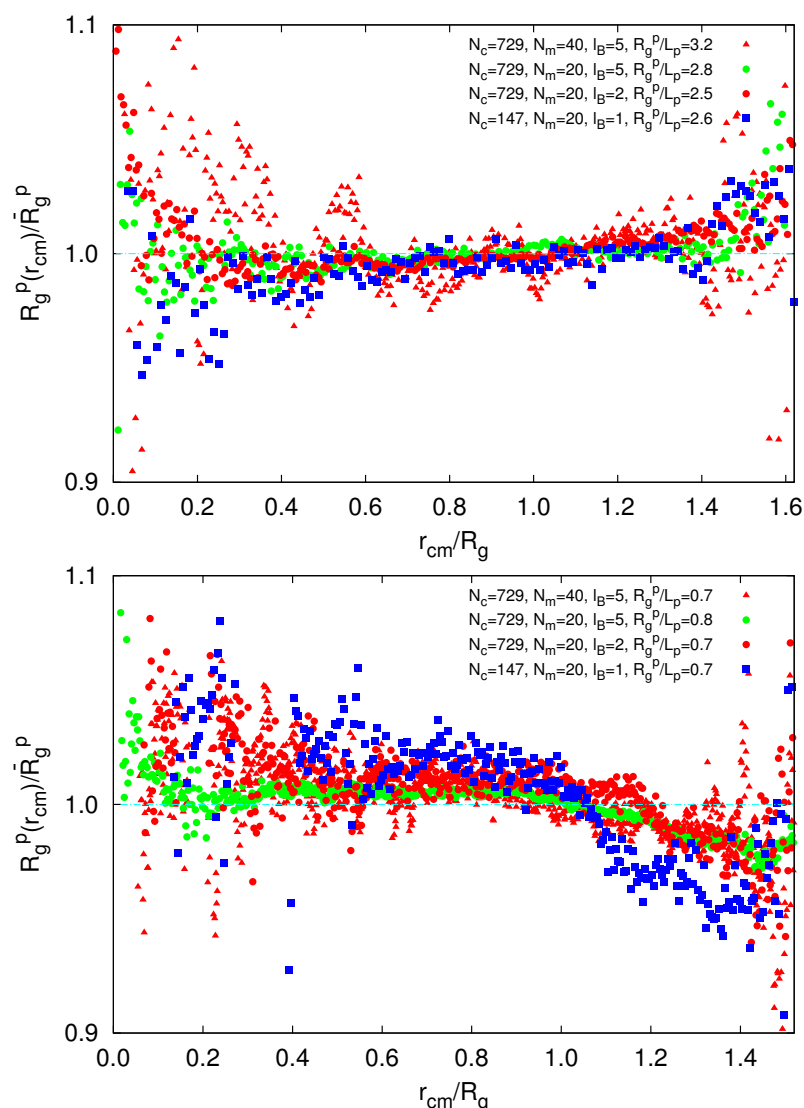 1.1
N_c=729, N_m=40, l_B=5, R_g^p/L_p=3.2
N_c=729, N_m=20, l_B=5, R_g^p/L_p=2.8
N_c=729, N_m=20, l_B=2, R_g^p/L_p=2.5
N_c=147, N_m=20, l_B=1, R_g^p/L_p=2.6
1.0
0.9
R_g^p(r_cm)/R̄_g^p
0.0 0.2 0.4 0.6 0.8 1.0 1.2 1.4 1.6
r_cm/R_g
1.1
N_c=729, N_m=40, l_B=5, R_g^p/L_p=0.7
N_c=729, N_m=20, l_B=5, R_g^p/L_p=0.8
N_c=729, N_m=20, l_B=2, R_g^p/L_p=0.7
N_c=147, N_m=20, l_B=1, R_g^p/L_p=0.7
1.0
0.9
R_g^p(r_cm)/R̄_g^p
0.0 0.2 0.4 0.6 0.8 1.0 1.2 1.4
r_cm/R_g